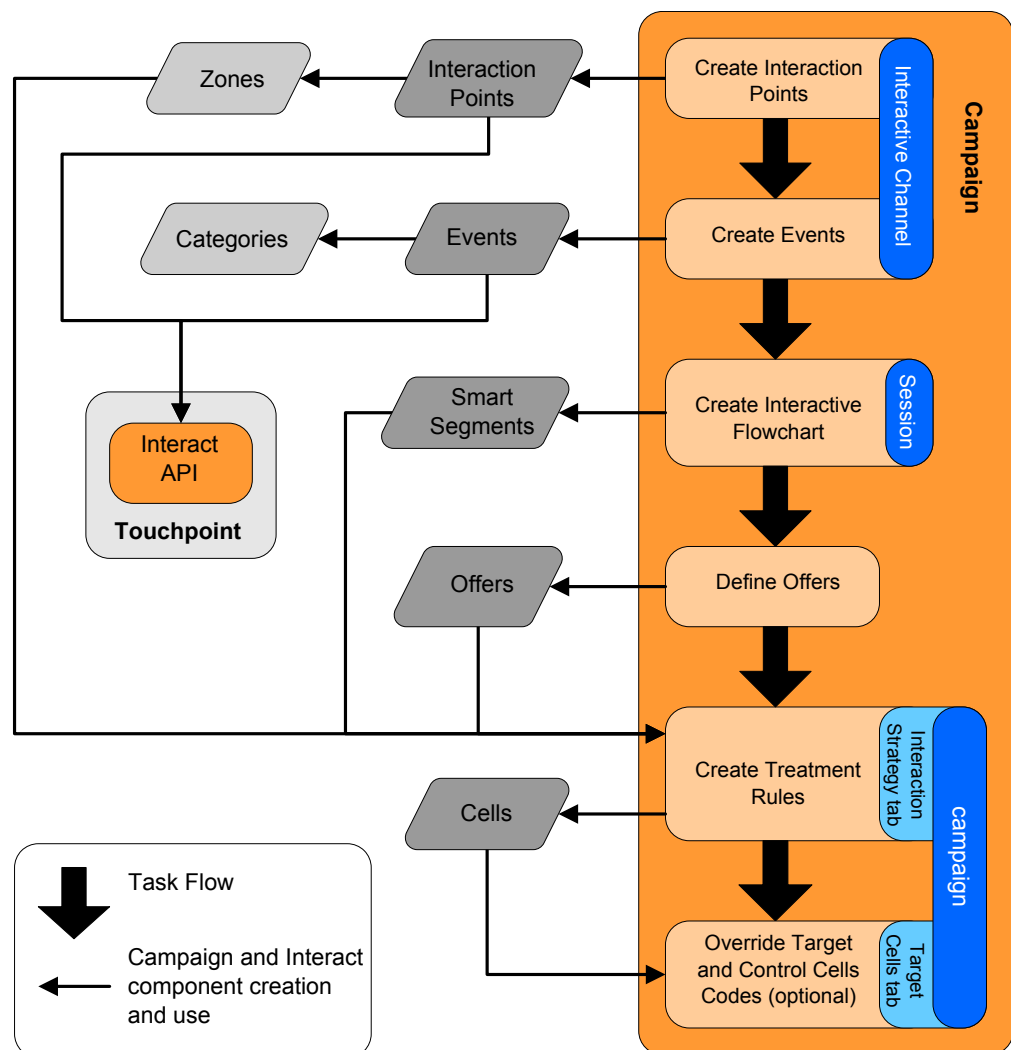 Zones
Interaction
Points
Create Interaction
Points
Interactive Channel
Campaign
Categories
Events
Create Events
Smart
Segments
Create Interactive
Flowchart
Session
Interact
API
Touchpoint
Offers
Define Offers
Create Treatment
Rules
Interaction
Strategy tab
campaign
Cells
Override Target
and Control Cells
Codes (optional)
Target
Cells tab
Task Flow
Campaign and Interact
component creation
and use